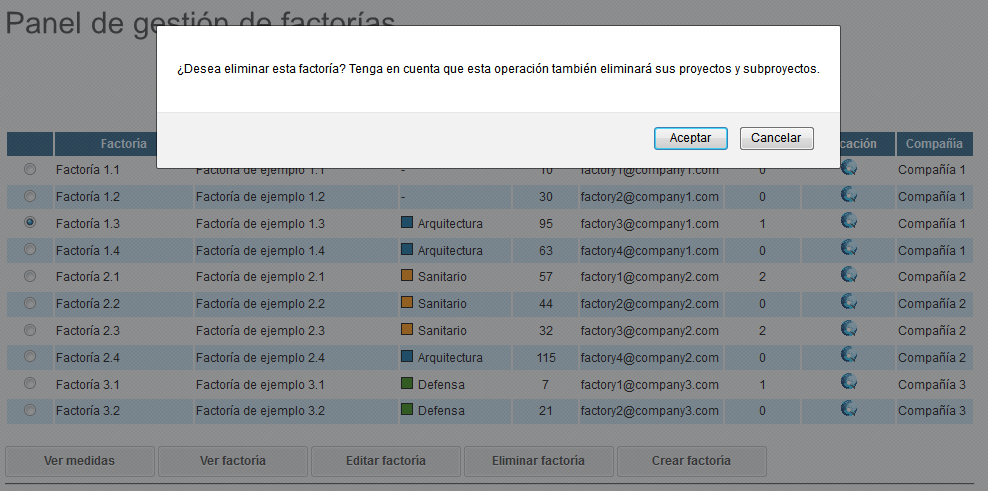 Panel de gestión de factorías
¿Desea eliminar esta factoría? Tenga en cuenta que esta operación también eliminará sus proyectos y subproyectos.
Aceptar Cancelar
Factoria cación Compañia
Factoría 1.1 Factoría de ejemplo 1.1 - 10 factory1@company1.com 0 Compañía 1
Factoría 1.2 Factoría de ejemplo 1.2 - 30 factory2@company1.com 0 Compañía 1
Factoría 1.3 Factoría de ejemplo 1.3 Arquitectura 95 factory3@company1.com 1 Compañía 1
Factoría 1.4 Factoría de ejemplo 1.4 Arquitectura 63 factory4@company1.com 0 Compañía 1
Factoría 2.1 Factoría de ejemplo 2.1 Sanitario 57 factory1@company2.com 2 Compañía 2
Factoría 2.2 Factoría de ejemplo 2.2 Sanitario 44 factory2@company2.com 0 Compañía 2
Factoría 2.3 Factoría de ejemplo 2.3 Sanitario 32 factory3@company2.com 2 Compañía 2
Factoría 2.4 Factoría de ejemplo 2.4 Arquitectura 115 factory4@company2.com 0 Compañía 2
Factoría 3.1 Factoría de ejemplo 3.1 Defensa 7 factory1@company3.com 1 Compañía 3
Factoría 3.2 Factoría de ejemplo 3.2 Defensa 21 factory2@company3.com 0 Compañía 3
Ver medidas Ver factoria Editar factoria Eliminar factoria Crear factoria